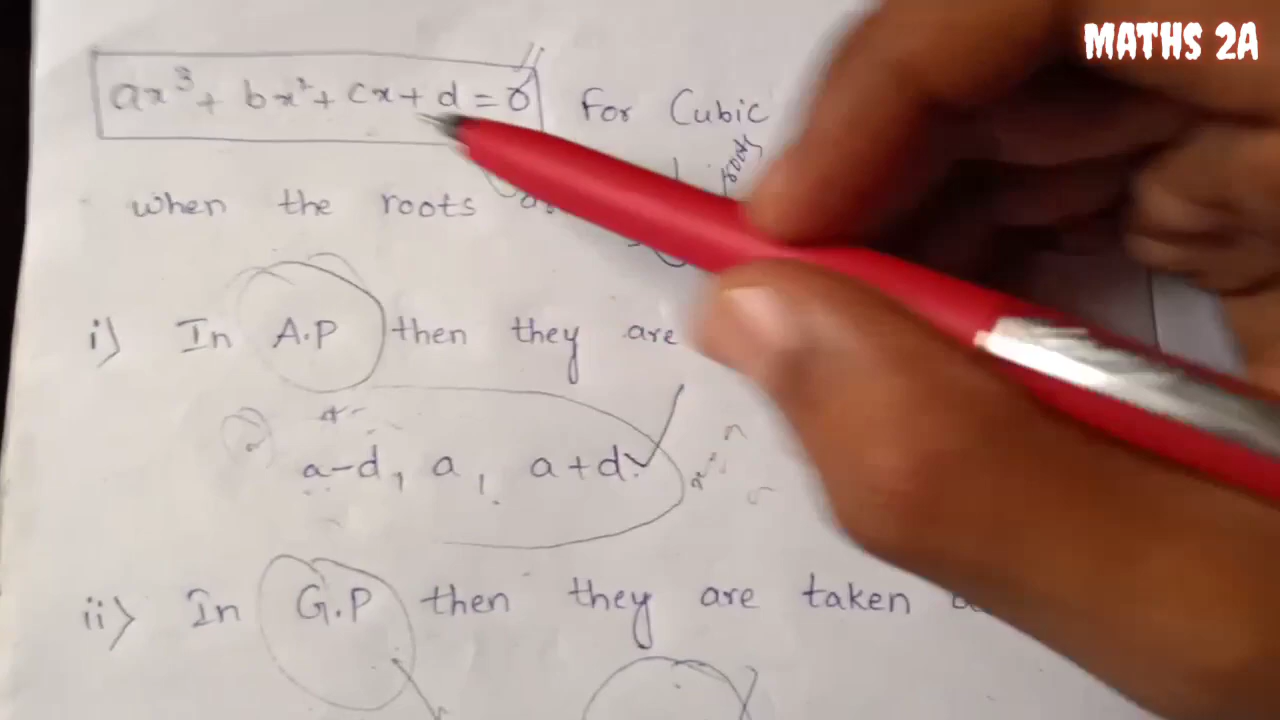 MATHS 2A
ax³ + bx² + cx + d = 0 For Cubic
roots
when the roots
i) In A.P then they are
a-d, a, a+d
ii) In G.P then they are taken